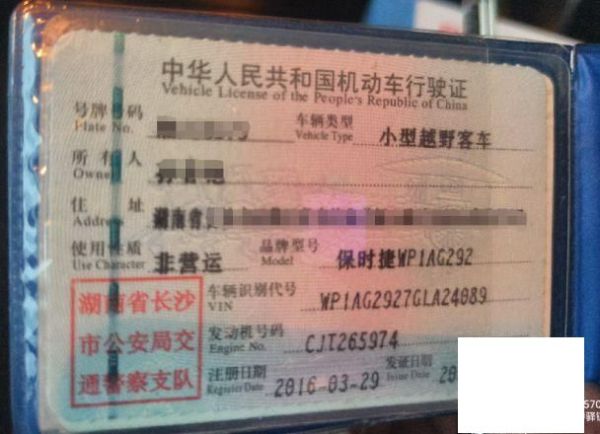 中华人民共和国机动车行驶证
Vehicle License of the People's Republic of China
号牌号码 车辆类型 小型越野客车
Plate No. Vehicle Type
所有人
Owner
住址 湖南省
Address
使用性质 非营运 品牌型号 保时捷WP1AG292
Use Character Model
湖南省长沙
市公安局交
通警察支队
车辆识别代号 WP1AG2927GLA24089
VIN
发动机号码 CJT265974
Engine No.
注册日期 2016-03-29 发证日期 20
Register Date Issue Date
570